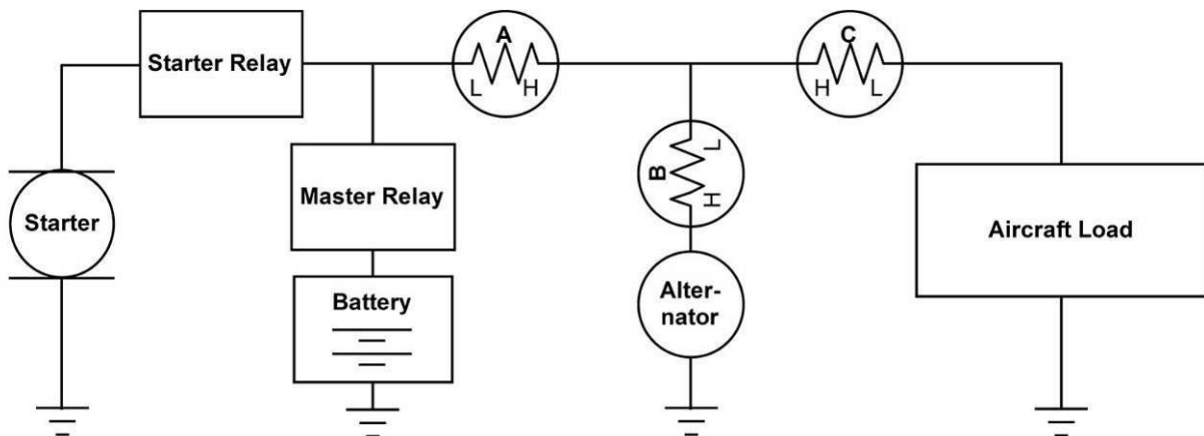 Starter Relay
A
L H
C
H L
Master Relay
B
L
H
Starter
Aircraft Load
Battery
Alter-
nator